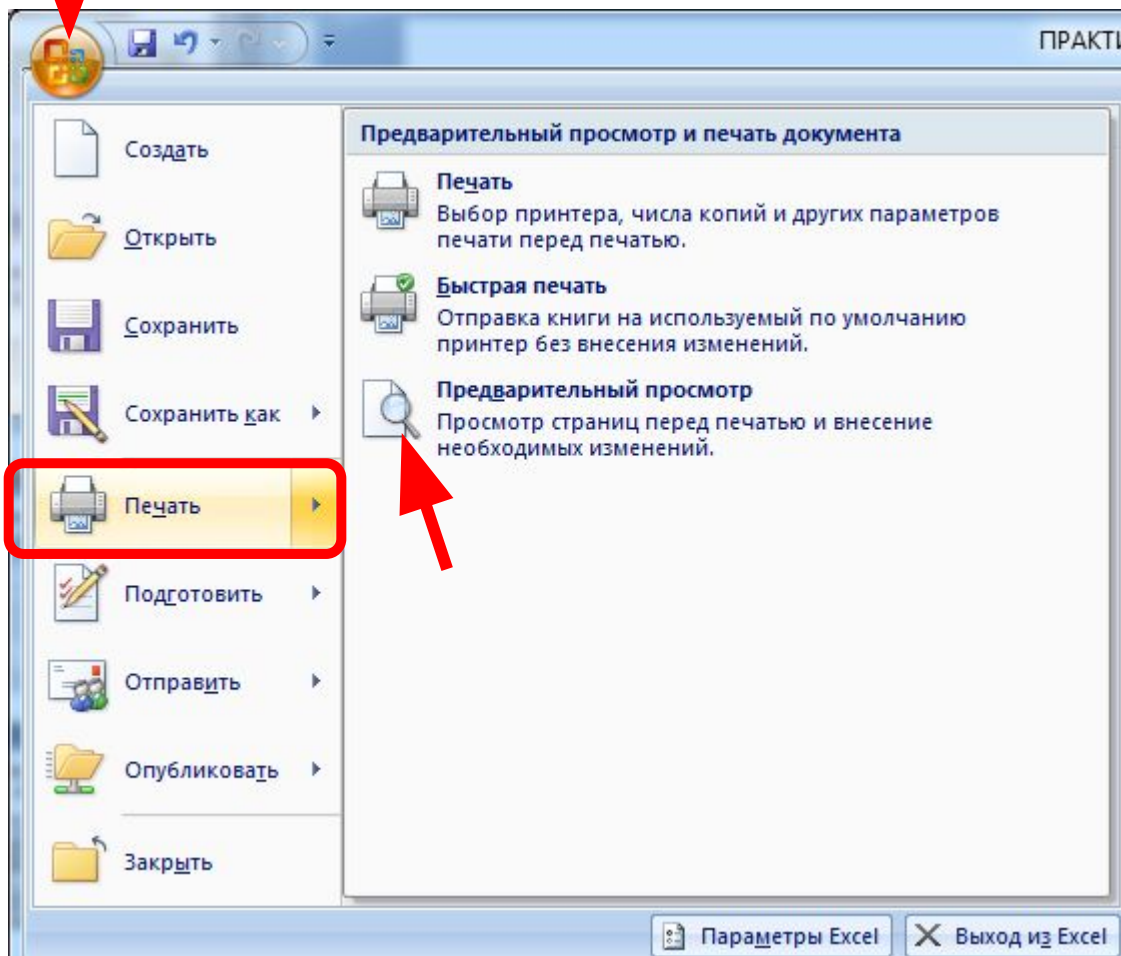 ПРАКТИ
Создать
Открыть
Сохранить
Сохранить как
Печать
Подготовить
Отправить
Опубликовать
Закрыть
Предварительный просмотр и печать документа
Печать
Выбор принтера, числа копий и других параметров
печати перед печатью.
Быстрая печать
Отправка книги на используемый по умолчанию
принтер без внесения изменений.
Предварительный просмотр
Просмотр страниц перед печатью и внесение
необходимых изменений.
Параметры Excel
Выход из Excel